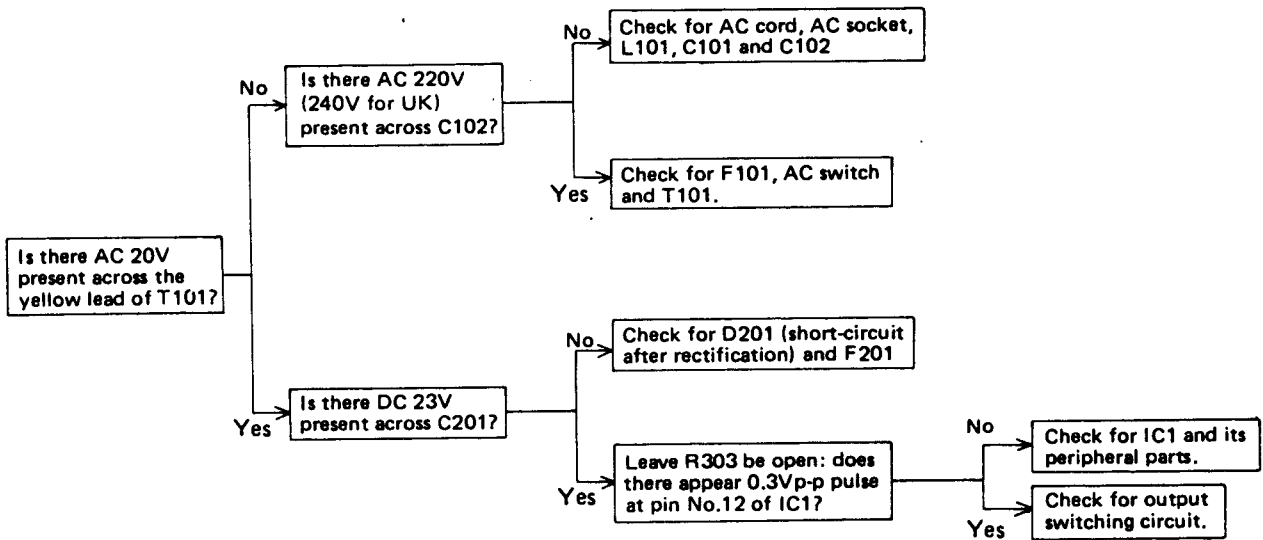 Is there AC 20V
present across the
yellow lead of T101?
No
Is there AC 220V
(240V for UK)
present across C102?
No
Check for AC cord, AC socket,
L101, C101 and C102
Yes
Check for F101, AC switch
and T101.
Yes
Is there DC 23V
present across C201?
No
Check for D201 (short-circuit
after rectification) and F201
Yes
Leave R303 be open: does
there appear 0.3Vp-p pulse
at pin No.12 of IC1?
No
Check for IC1 and its
peripheral parts.
Yes
Check for output
switching circuit.